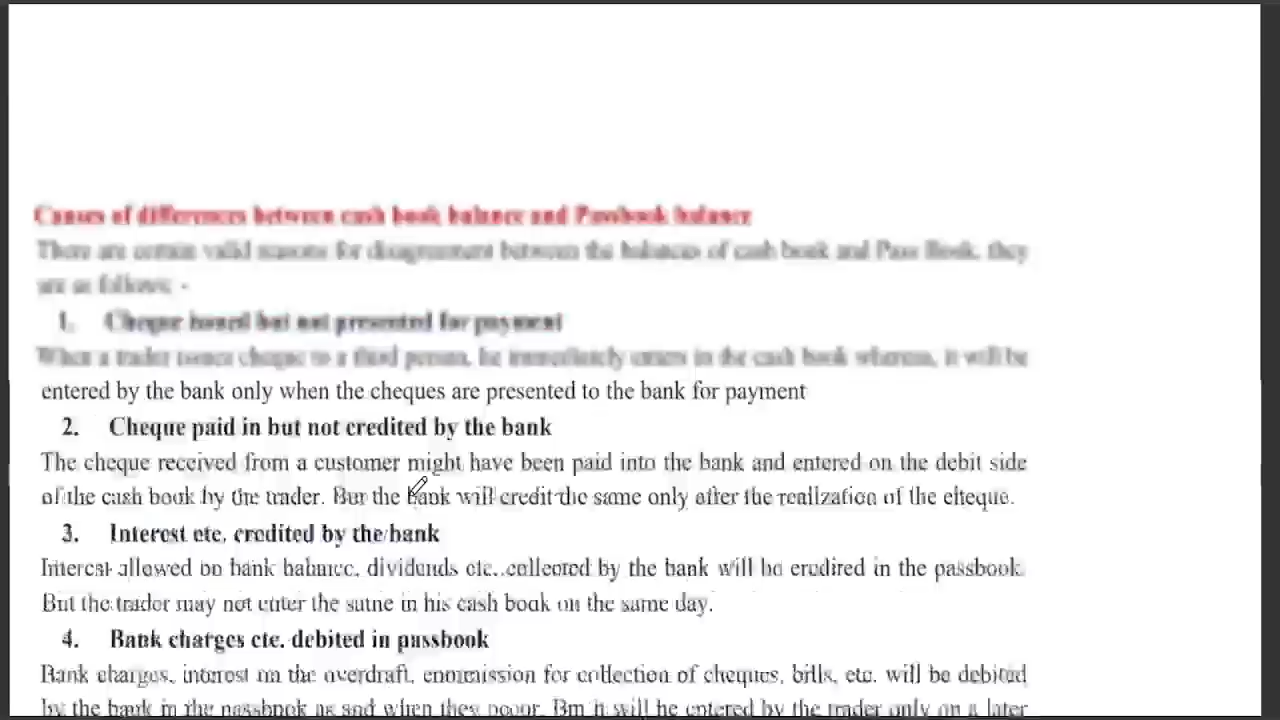 Causes of differences between cash book balance and Passbook balance
There are certain valid reasons for disagreement between the balances of cash book and Pass Book, they
are as follows: -
1. Cheque issued but not presented for payment
When a trader issues cheque to a third person, he immediately enters in the cash book whereas, it will be
entered by the bank only when the cheques are presented to the bank for payment
2. Cheque paid in but not credited by the bank
The cheque received from a customer might have been paid into the bank and entered on the debit side
of the cash book by the trader. But the bank will credit the same only after the realization of the cheque.
3. Interest etc. credited by the bank
Interest allowed on bank balance, dividends etc..collected by the bank will be credited in the passbook.
But the trader may not enter the same in his cash book on the same day.
4. Bank charges etc. debited in passbook
Bank charges, interest on the overdraft, commission for collection of cheques, bills, etc. will be debited
by the bank in the passbook as and when they occur. But it will be entered by the trader only on a later